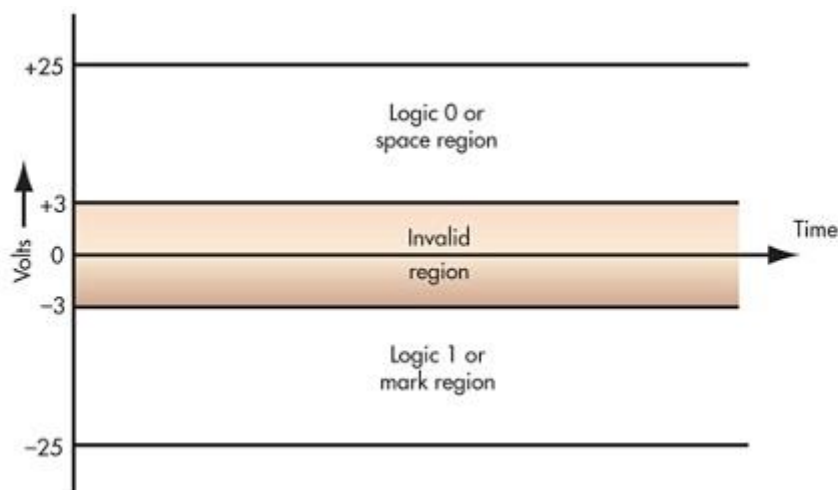 +25
Logic 0 or
space region
+3
Invalid
Time
Volts
0
region
−3
Logic 1 or
mark region
−25